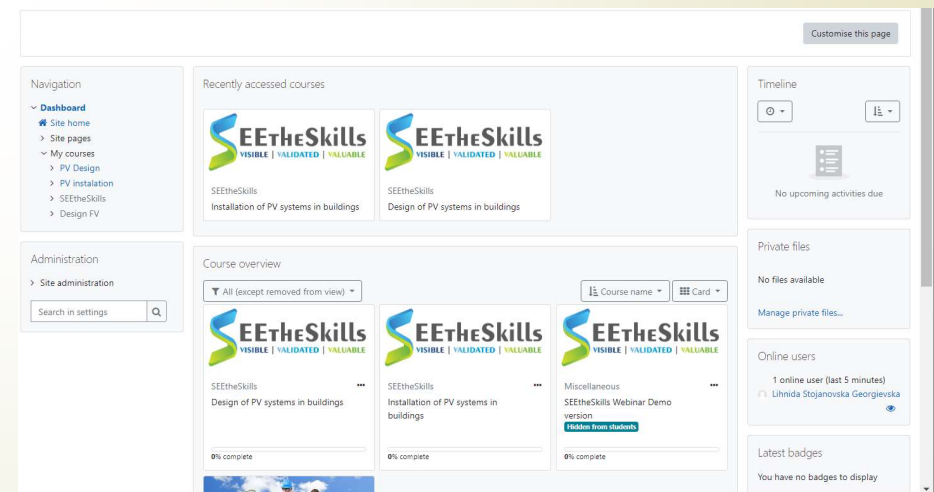 Customise this page
Navigation
Dashboard
Site home
Site pages
My courses
PV Design
PV instalation
SEEtheSkills
Design FV
Administration
Site administration
Search in settings
Recently accessed courses
SEETHESKILLS
VISIBLE | VALIDATED | VALUABLE
SEEtheSkills
Installation of PV systems in buildings
SEETHESKILLS
VISIBLE | VALIDATED | VALUABLE
SEEtheSkills
Design of PV systems in buildings
Course overview
All (except removed from view)
Course name
Card
SEETHESKILLS
VISIBLE | VALIDATED | VALUABLE
SEEtheSkills
Design of PV systems in buildings
0% complete
SEETHESKILLS
VISIBLE | VALIDATED | VALUABLE
SEEtheSkills
Installation of PV systems in
buildings
0% complete
SEETHESKILLS
VISIBLE | VALIDATED | VALUABLE
Miscellaneous
SEEtheSkills Webinar Demo
version
Hidden from students
0% complete
Timeline
No upcoming activities due
Private files
No files available
Manage private files...
Online users
1 online user (last 5 minutes)
Lihnida Stojanovska Georgievska
Latest badges
You have no badges to display